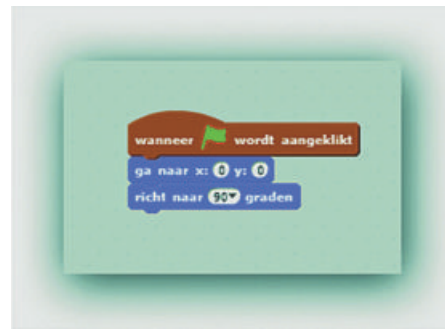 wanneer wordt aangeklikt
ga naar x: 0 y: 0
richt naar 90 graden